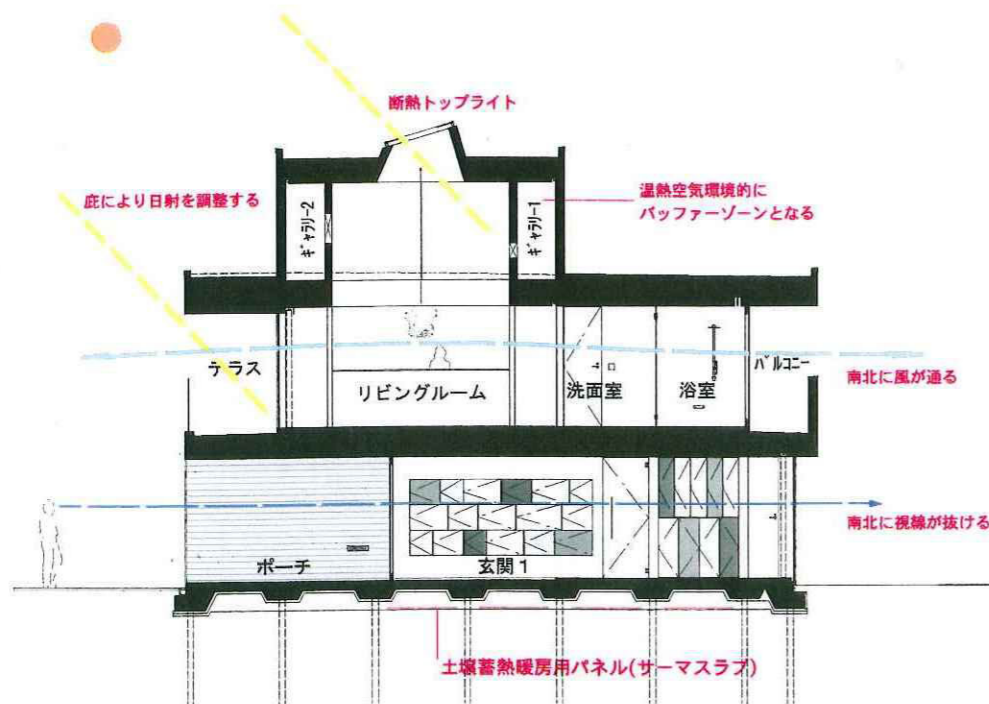 断熱トップライト
庇により日射を調整する
温熱空気環境的に
バッファーゾーンとなる
ギャラリー2
ギャラリー1
テラス
リビングルーム
洗面室
浴室
バルコニー
南北に風が通る
南北に視線が抜ける
ポーチ
玄関1
土壌蓄熱暖房用パネル(サーマスラブ)